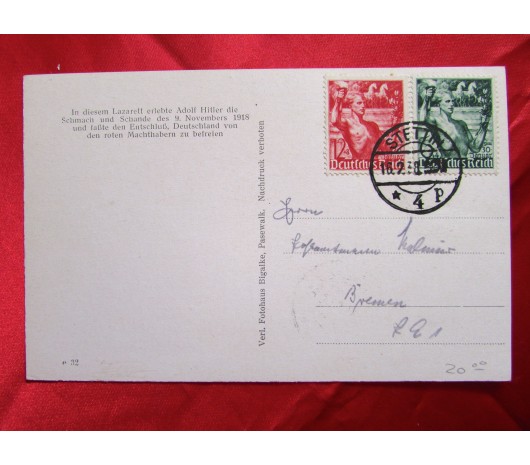 In diesem Lazarett erlebte Adolf Hitler die
Schmach und Schande des 9. Novembers 1918
und faßte den Entschluß, Deutschland von
den roten Machthabern zu befreien
12
Deutsches Reich
Deutsches Reich
STETTIN
4 p
Verl. Fotohaus Bigalke, Pasewalk. Nachdruck verboten
Herrn
Bremen
32
20 00